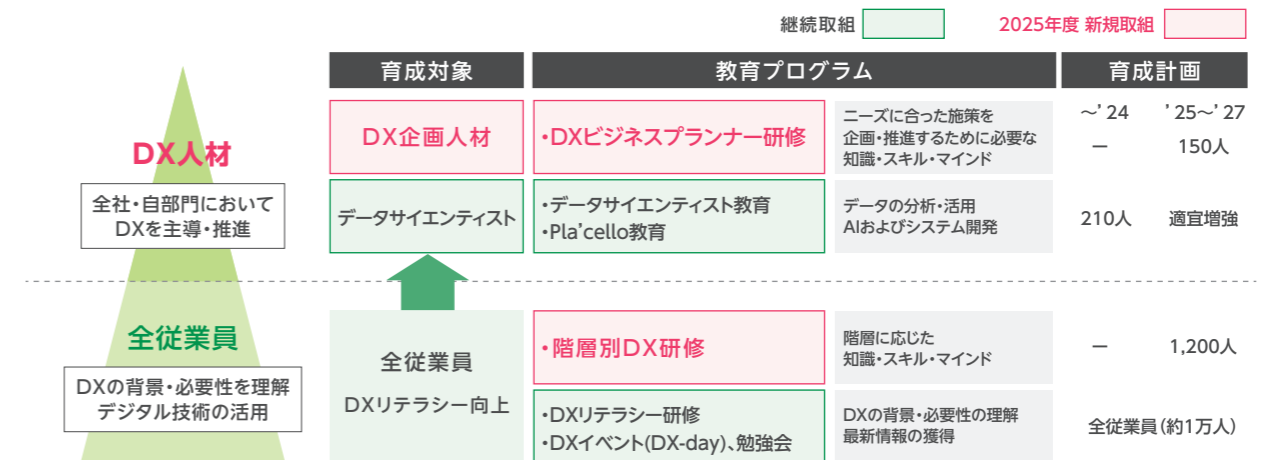 継続取組
2025年度 新規取組
育成対象
教育プログラム
育成計画
DX人材
全社・自部門において
DXを主導・推進
DX企画人材
・DXビジネスプランナー研修
ニーズに合った施策を
企画・推進するために必要な
知識・スキル・マインド
～’24
’25～’27
ー
150人
データサイエンティスト
・データサイエンティスト教育
・Pla’cello教育
データの分析・活用
AIおよびシステム開発
210人
適宜増強
全従業員
DXの背景・必要性を理解
デジタル技術の活用
全従業員
DXリテラシー向上
・階層別DX研修
階層に応じた
知識・スキル・マインド
ー
1,200人
・DXリテラシー研修
・DXイベント(DX-day)、勉強会
DXの背景・必要性の理解
最新情報の獲得
全従業員(約1万人)